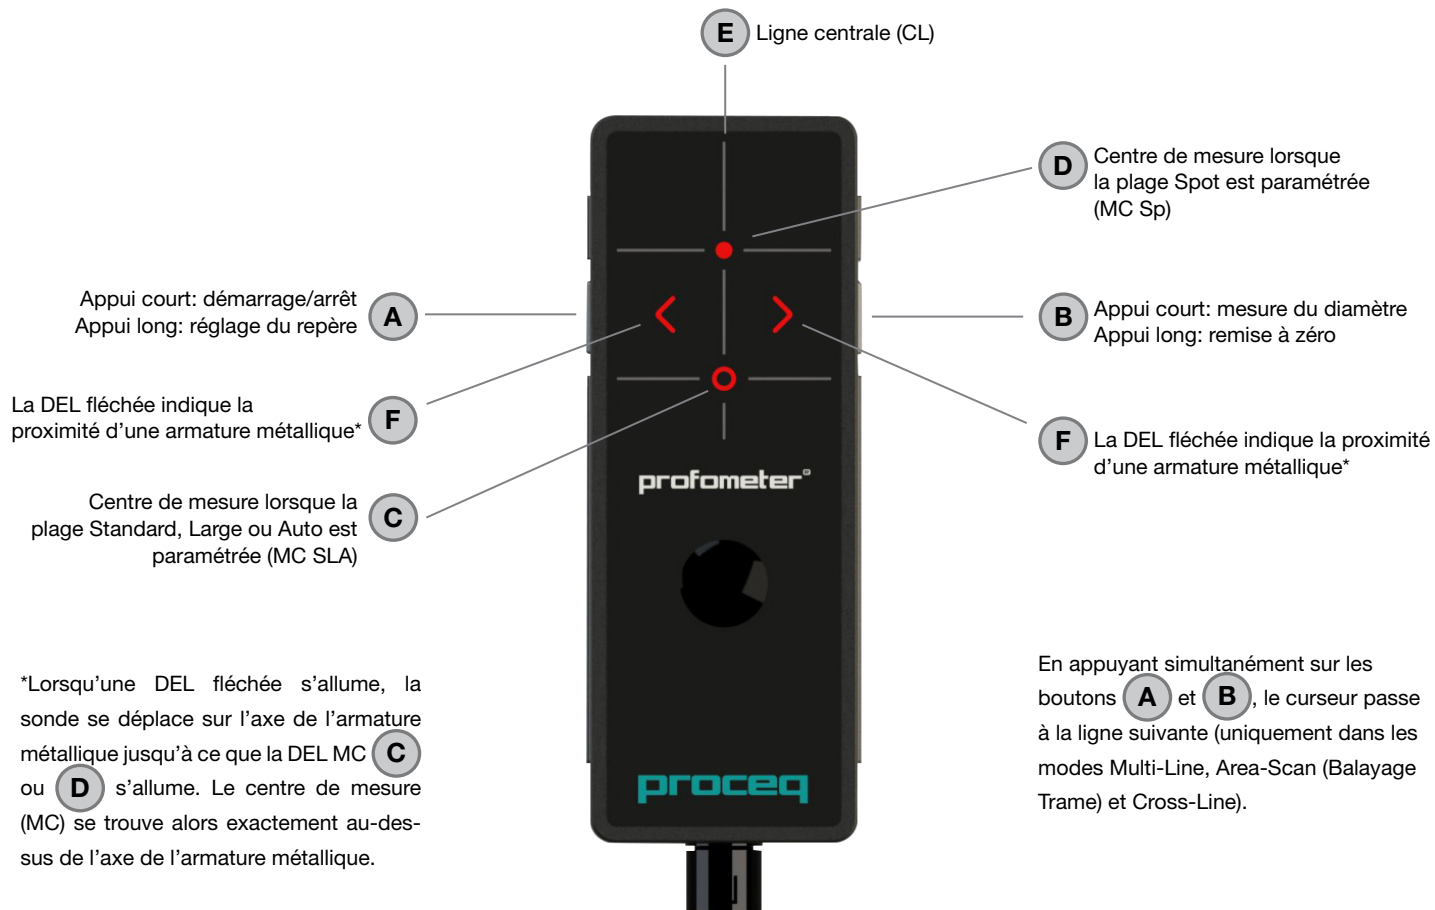 E Ligne centrale (CL)
D Centre de mesure lorsque
la plage Spot est paramétrée
(MC Sp)
Appui court: démarrage/arrêt
Appui long: réglage du repère
A
B Appui court: mesure du diamètre
Appui long: remise à zéro
La DEL fléchée indique la
proximité d’une armature métallique*
F
F La DEL fléchée indique la proximité
d’une armature métallique*
Centre de mesure lorsque la
plage Standard, Large ou Auto est
paramétrée (MC SLA)
C
profometer®
*Lorsqu’une DEL fléchée s’allume, la
sonde se déplace sur l’axe de l’armature
métallique jusqu’à ce que la DEL MC C
ou D s’allume. Le centre de mesure
(MC) se trouve alors exactement au-des-
sus de l’axe de l’armature métallique.
proceq
En appuyant simultanément sur les
boutons A et B, le curseur passe
à la ligne suivante (uniquement dans les
modes Multi-Line, Area-Scan (Balayage
Trame) et Cross-Line).